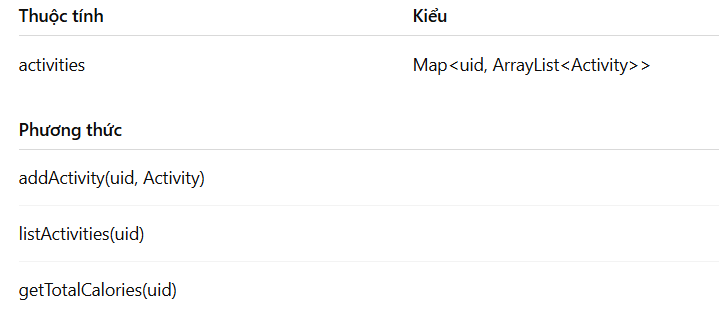 Thuộc tính Kiểu
activities Map<uid, ArrayList<Activity>>
Phương thức
addActivity(uid, Activity)
listActivities(uid)
getTotalCalories(uid)